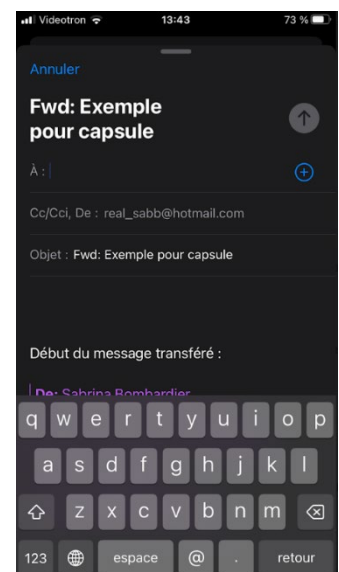 Videotron 13:43 73 %
Annuler
Fwd: Exemple
pour capsule
À :
Cc/Cci, De : real_sabb@hotmail.com
Objet : Fwd: Exemple pour capsule
Début du message transféré :
De: Sabrina Bombardier
q w e r t y u i o p
a s d f g h j k l
z x c v b n m
123 espace @ . retour